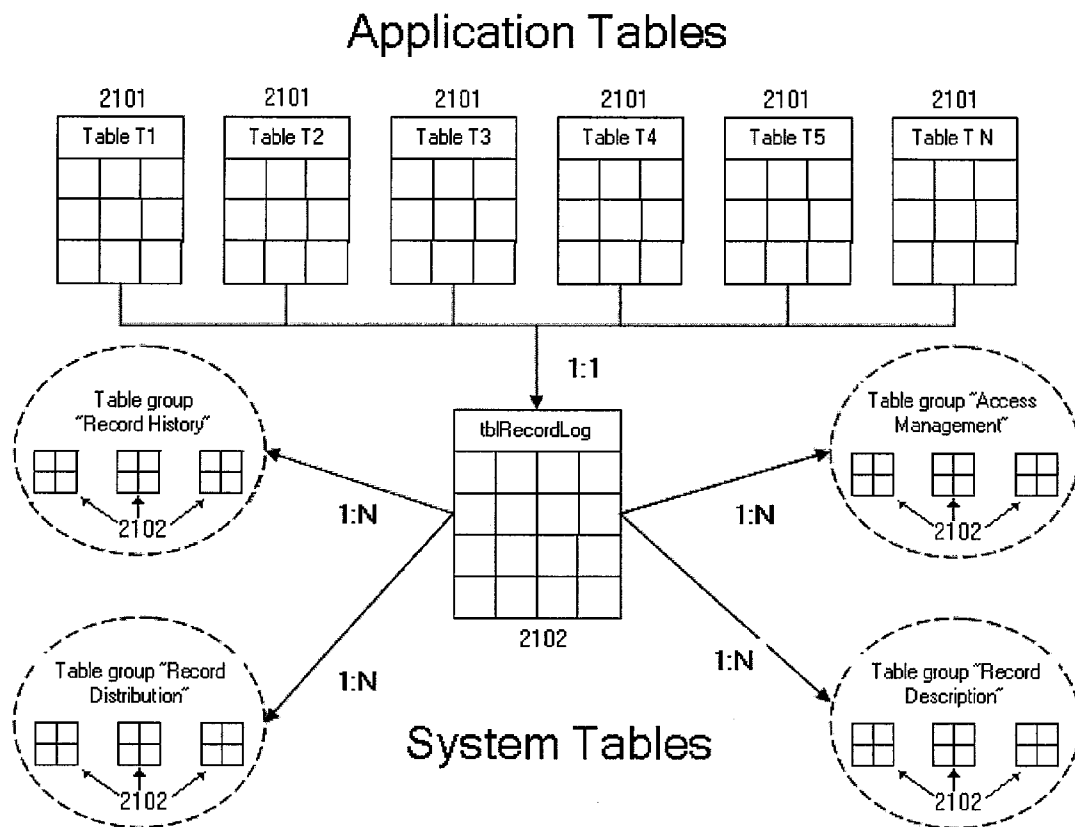 Application Tables
2101 2101 2101 2101 2101 2101
Table T1 Table T2 Table T3 Table T4 Table T5 Table T N
1:1
Table group
"Record History"
2102
1:N
tblRecordLog
2102
Table group "Access
Management"
2102
1:N
Table group "Record
Distribution"
2102
1:N
Table group "Record
Description"
2102
1:N
System Tables